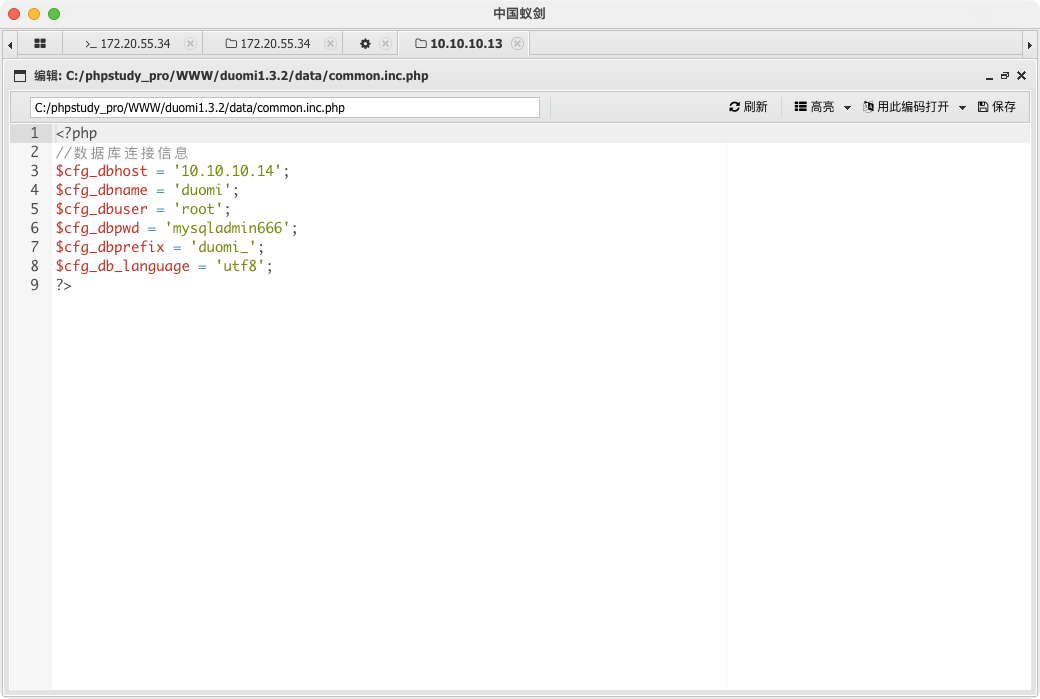 中国蚁剑
>_ 172.20.55.34 172.20.55.34 10.10.10.13
编辑: C:/phpstudy_pro/WWW/duomi1.3.2/data/common.inc.php
C:/phpstudy_pro/WWW/duomi1.3.2/data/common.inc.php 刷新 高亮 用此编码打开 保存
1 <?php
2 //数据库连接信息
3 $cfg_dbhost = '10.10.10.14';
4 $cfg_dbname = 'duomi';
5 $cfg_dbuser = 'root';
6 $cfg_dbpwd = 'mysqladmin666';
7 $cfg_dbprefix = 'duomi_';
8 $cfg_db_language = 'utf8';
9 ?>